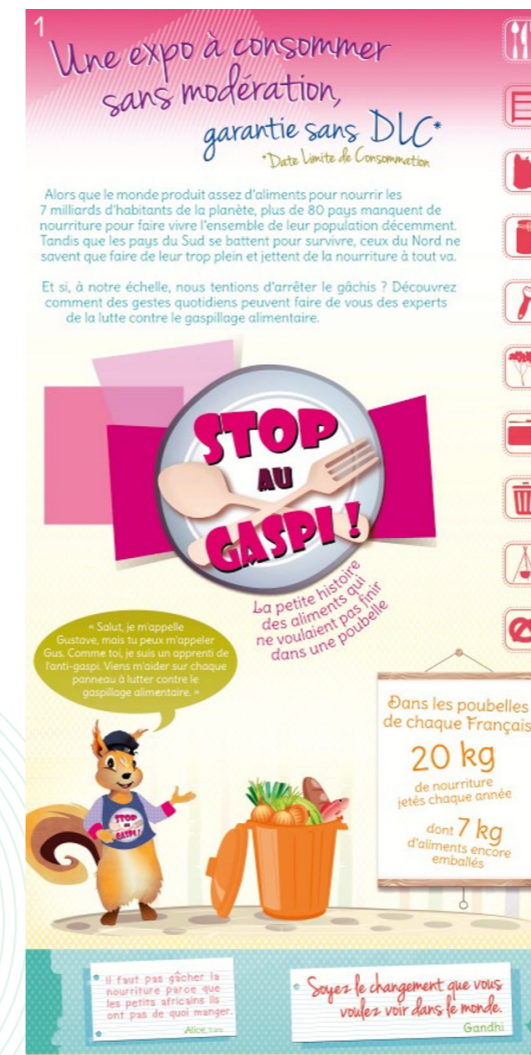 1
Une expo à consommer
sans modération,
garantie sans DLC*
*Date Limite de Consommation
Alors que le monde produit assez d'aliments pour nourrir les
7 milliards d'habitants de la planète, plus de 80 pays manquent de
nourriture pour faire vivre l'ensemble de leur population décemment.
Tandis que les pays du Sud se battent pour survivre, ceux du Nord ne
savent que faire de leur trop plein et jettent de la nourriture à tout va.
Et si, à notre échelle, nous tentions d'arrêter le gâchis ? Découvrez
comment des gestes quotidiens peuvent faire de vous des experts
de la lutte contre le gaspillage alimentaire.
STOP
AU
GASPI !
La petite histoire
des aliments qui
ne voulaient pas finir
dans une poubelle
« Salut, je m'appelle
Gustave, mais tu peux m'appeler
Gus. Comme toi, je suis un apprenti de
l'anti-gaspi. Viens m'aider sur chaque
panneau à lutter contre le
gaspillage alimentaire. »
STOP
AU
GASPI !
Dans les poubelles
de chaque Français
20 kg
de nourriture
jetés chaque année
dont 7 kg
d'aliments encore
emballés
Il faut pas gâcher la
nourriture parce que
les petits africains ils
ont pas de quoi manger.
Alice, 7 ans
Soyez le changement que vous
voulez voir dans le monde.
Gandhi